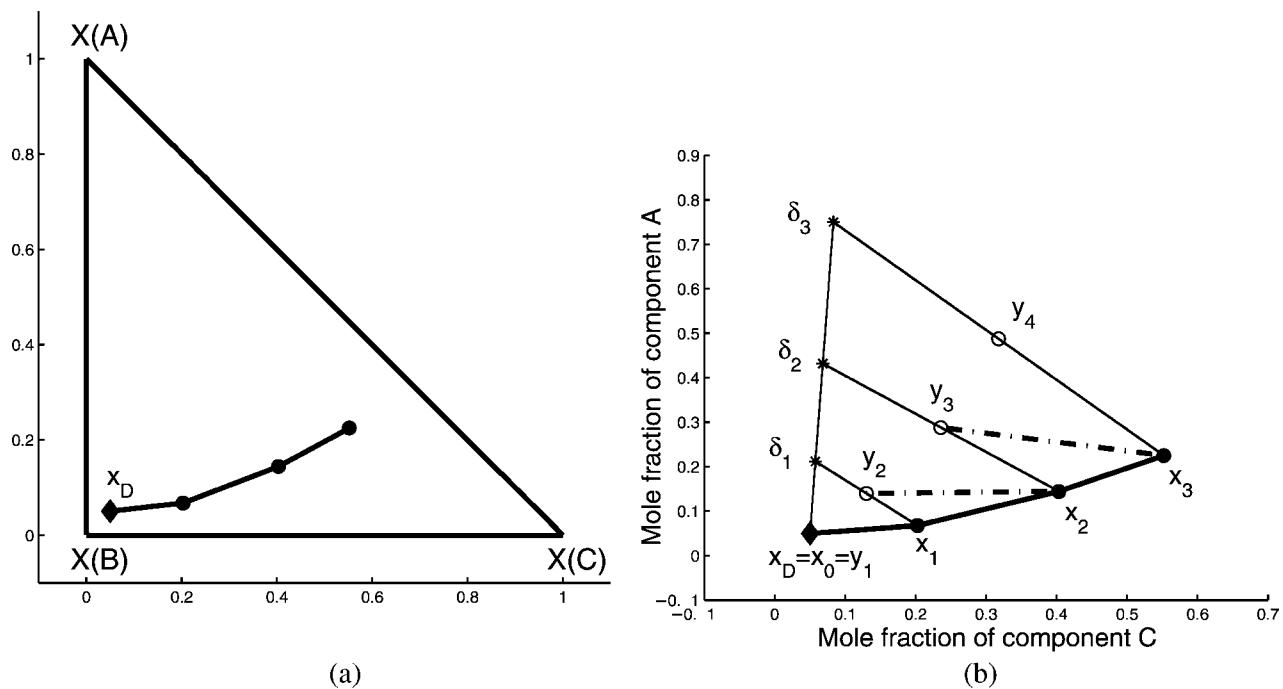 X(A)
1
0.8
0.6
0.4
0.2
0
x_D
X(B)
X(C)
0 0.2 0.4 0.6 0.8 1
(a)
Mole fraction of component A
0.9
0.8
0.7
0.6
0.5
0.4
0.3
0.2
0.1
0
−0. 1
δ_3
y_4
δ_2
y_3
δ_1
y_2
x_3
x_2
x_1
x_D=x_0=y_1
−0. 1 0 0.1 0.2 0.3 0.4 0.5 0.6 0.7
Mole fraction of component C
(b)